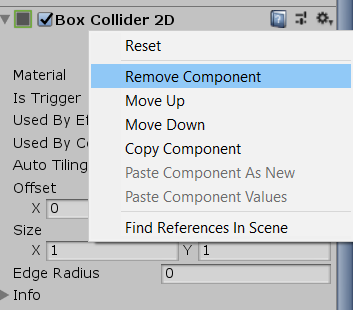 Box Collider 2D
Reset
Material
Remove Component
Is Trigger
Move Up
Used By Ef
Move Down
Used By Co
Copy Component
Auto Tiling
Paste Component As New
Offset
Paste Component Values
X 0
Find References In Scene
Size
X 1 Y 1
Edge Radius 0
Info